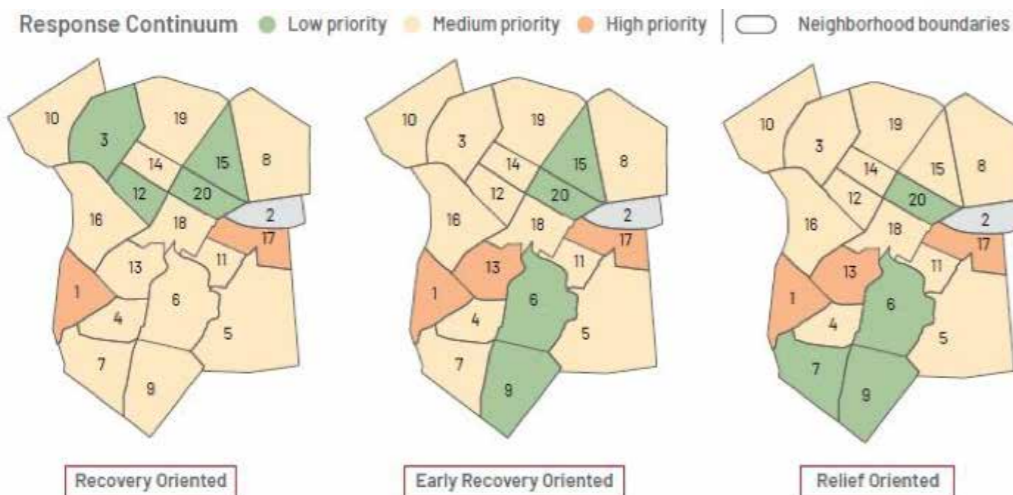 Response Continuum Low priority Medium priority High priority Neighborhood boundaries
10 3 19 14 15 8 12 20 2 16 18 17 13 11 1 6 4 5 7 9
10 3 19 14 15 8 12 20 2 16 18 17 13 11 1 6 4 5 7 9
10 3 19 14 15 8 12 20 2 16 18 17 13 11 1 6 4 5 7 9
Recovery Oriented Early Recovery Oriented Relief Oriented